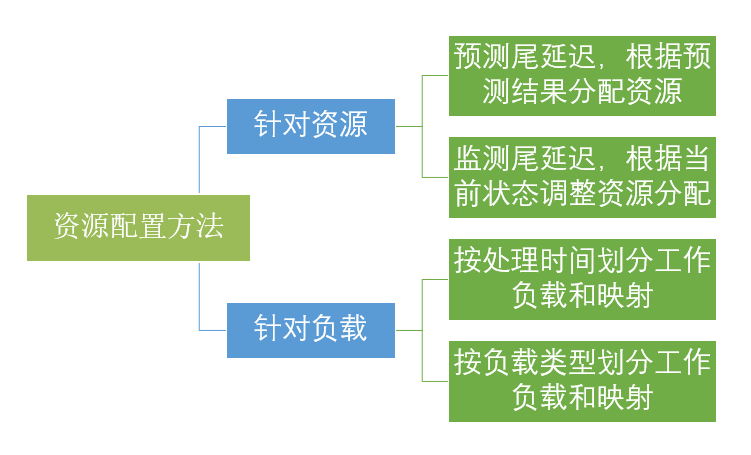 资源配置方法
针对资源
预测尾延迟，根据预
测结果分配资源
监测尾延迟，根据当
前状态调整资源分配
针对负载
按处理时间划分工作
负载和映射
按负载类型划分工作
负载和映射